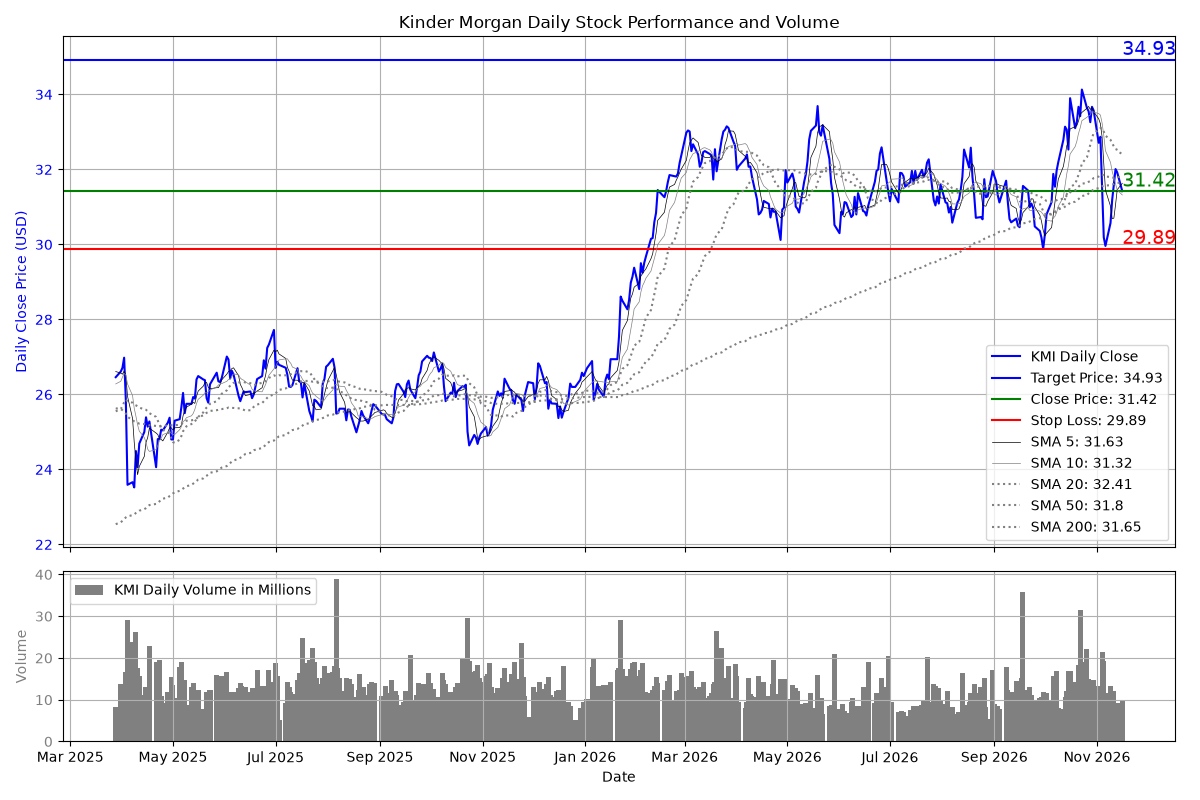 Kinder Morgan Daily Stock Performance and Volume
34.93
34
32
31.42
30
29.89
28
26
24
22
Daily Close Price (USD)
KMI Daily Close
Target Price: 34.93
Close Price: 31.42
Stop Loss: 29.89
SMA 5: 31.63
SMA 10: 31.32
SMA 20: 32.41
SMA 50: 31.8
SMA 200: 31.65
40
30
20
10
0
Volume
KMI Daily Volume in Millions
Mar 2025 May 2025 Jul 2025 Sep 2025 Nov 2025 Jan 2026 Mar 2026 May 2026 Jul 2026 Sep 2026 Nov 2026
Date